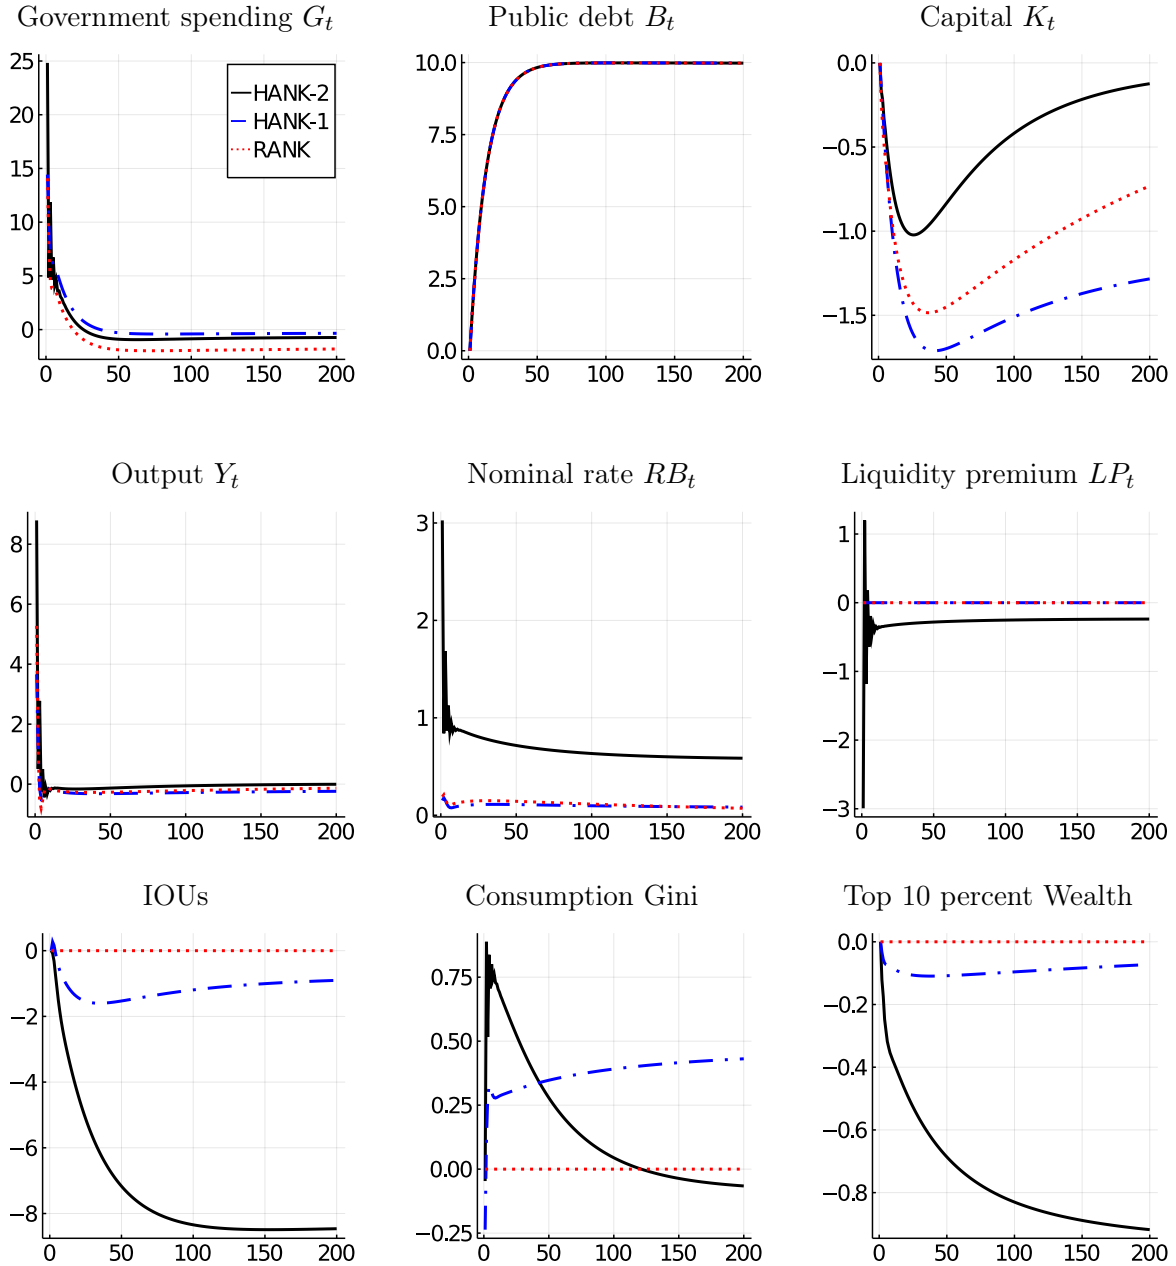 Government spending G_t
25
20
15
10
5
0
0 50 100 150 200
HANK-2
HANK-1
RANK
Public debt B_t
10.0
7.5
5.0
2.5
0.0
0 50 100 150 200
Capital K_t
0.0
−0.5
−1.0
−1.5
0 50 100 150 200
Output Y_t
8
6
4
2
0
0 50 100 150 200
Nominal rate RB_t
3
2
1
0
0 50 100 150 200
Liquidity premium LP_t
1
0
−1
−2
−3
0 50 100 150 200
IOUs
0
−2
−4
−6
−8
0 50 100 150 200
Consumption Gini
0.75
0.50
0.25
0.00
−0.25
0 50 100 150 200
Top 10 percent Wealth
0.0
−0.2
−0.4
−0.6
−0.8
0 50 100 150 200